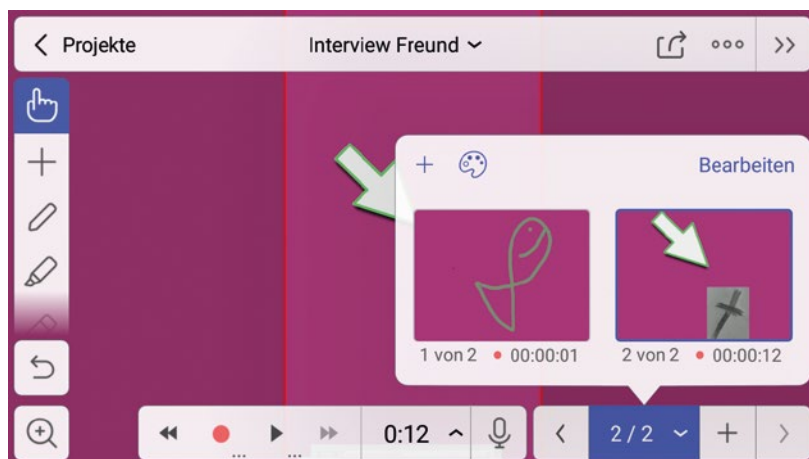 Projekte
Interview Freund
Bearbeiten
1 von 2 • 00:00:01
2 von 2 • 00:00:12
0:12
2 / 2